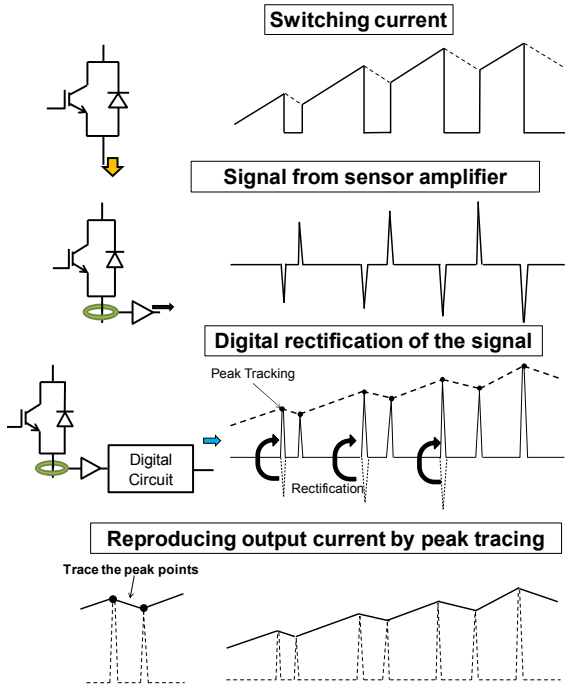 Switching current
Signal from sensor amplifier
Digital rectification of the signal
Peak Tracking
Digital
Circuit
Rectification
Reproducing output current by peak tracing
Trace the peak points